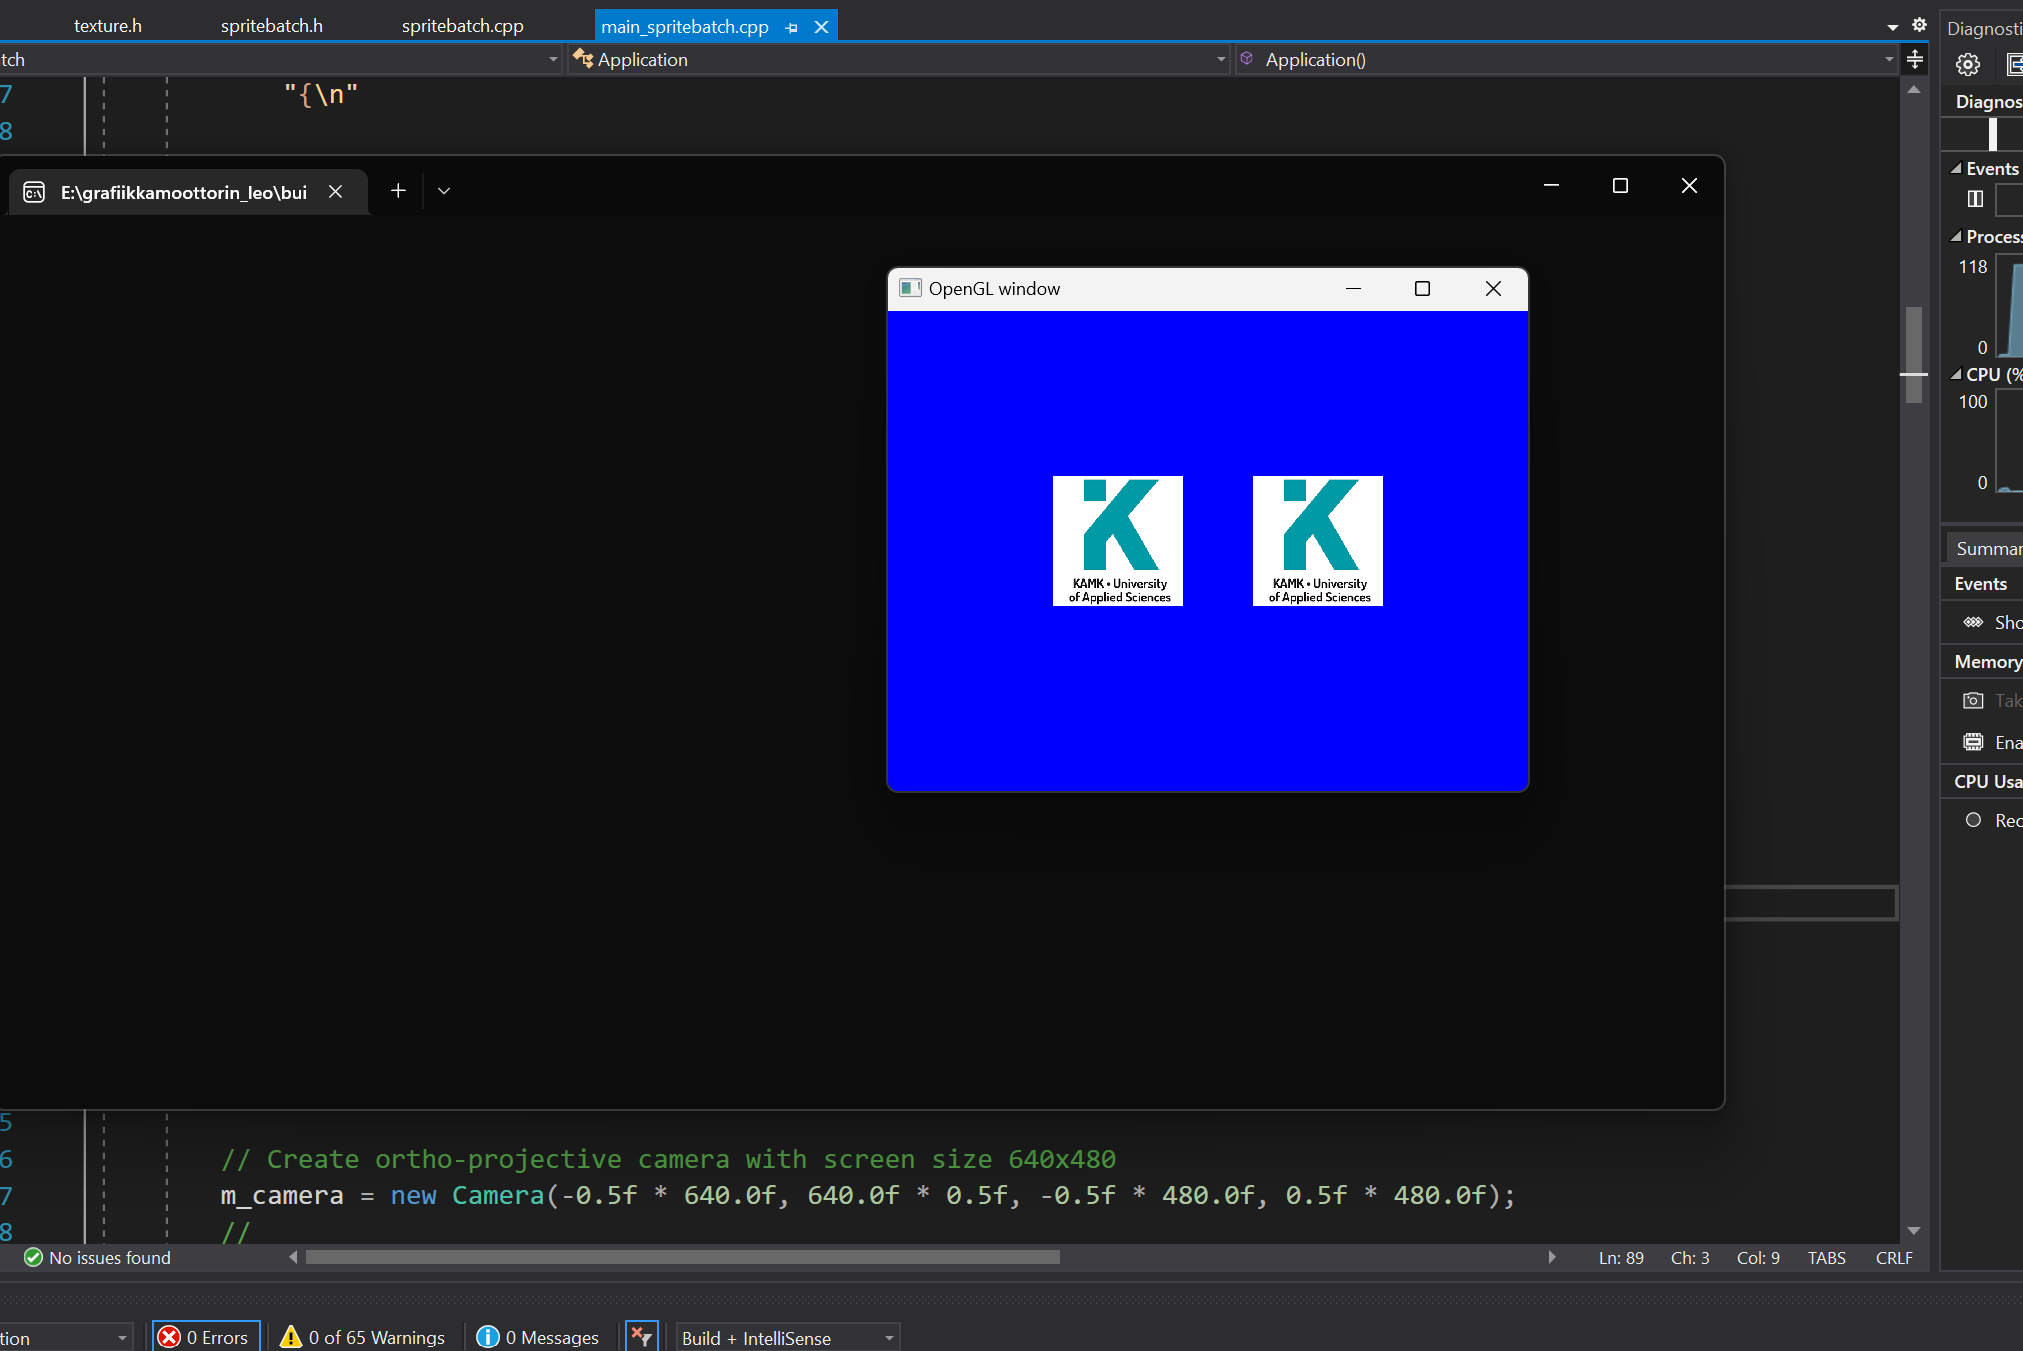 texture.h spritebatch.h spritebatch.cpp main_spritebatch.cpp
tch Application Application()
7 "{\n"
8
E:\grafiikkamoottorin_leo\bui
OpenGL window
KAMK • University
of Applied Sciences
KAMK • University
of Applied Sciences
5
6 // Create ortho-projective camera with screen size 640x480
7 m_camera = new Camera(-0.5f * 640.0f, 640.0f * 0.5f, -0.5f * 480.0f, 0.5f * 480.0f);
8 //
No issues found Ln: 89 Ch: 3 Col: 9 TABS CRLF
tion 0 Errors 0 of 65 Warnings 0 Messages Build + IntelliSense
Diagnosti
Diagnos
Events
Process
118
0
CPU (%
100
0
Summar
Events
Sho
Memory
Tak
Ena
CPU Usa
Rec